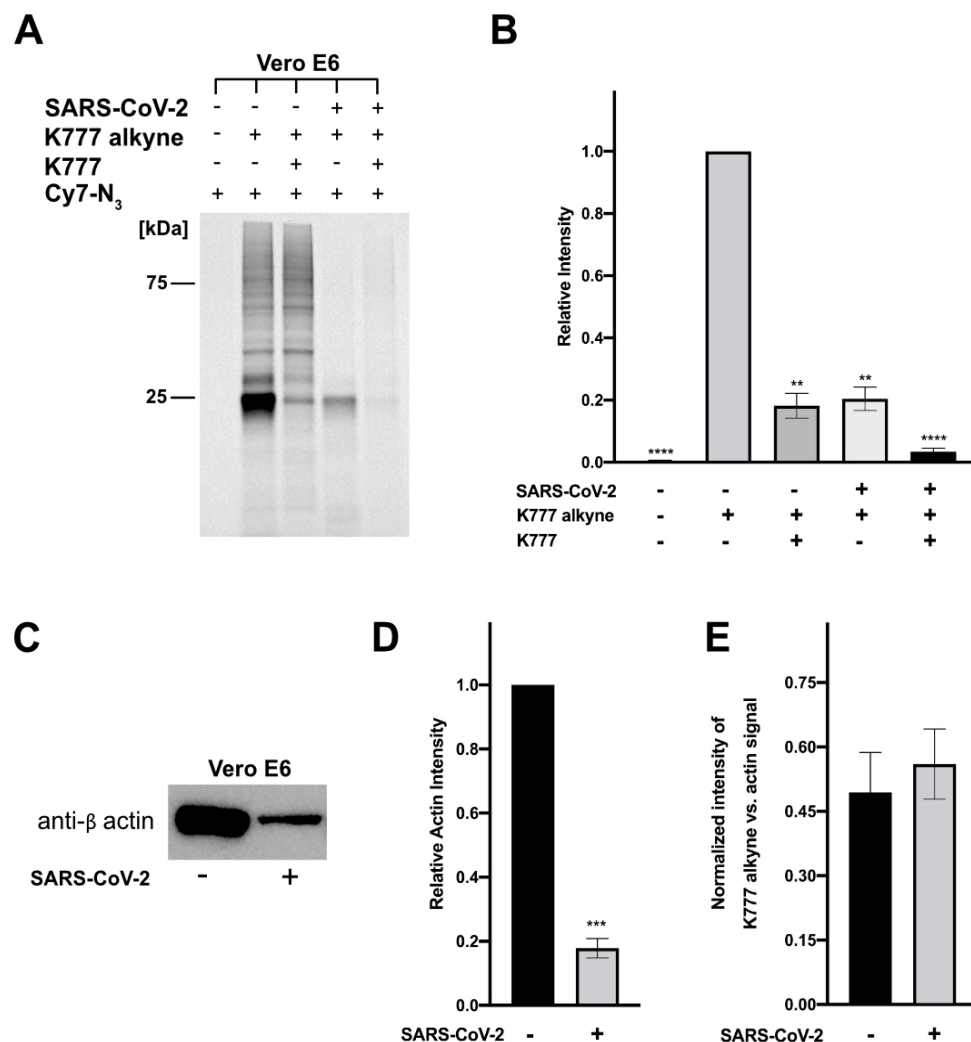 A
Vero E6
SARS-CoV-2 - - - + +
K777 alkyne - + + + +
K777 - - + - +
Cy7-N₃ + + + + +
[kDa]
75
25
B
Relative Intensity
1.0
0.8
0.6
0.4
0.2
0.0
**** ** ** ****
SARS-CoV-2 - - - + +
K777 alkyne - + + + +
K777 - - + - +
C
Vero E6
anti-β actin
SARS-CoV-2 - +
D
Relative Actin Intensity
1.0
0.8
0.6
0.4
0.2
0.0
***
SARS-CoV-2 - +
E
Normalized intensity of
K777 alkyne vs. actin signal
0.75
0.60
0.45
0.30
0.15
0.00
SARS-CoV-2 - +